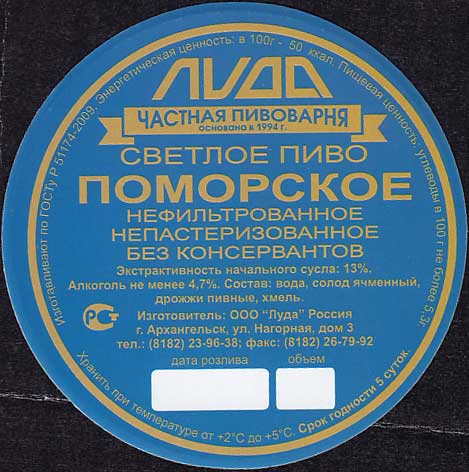 Изготавливают по ГОСТу Р 51174-2009. Энергетическая ценность: в 100г - 50 ккал. Пищевая ценность: углеводы в 100 г не более 5,3г.
ЛУДА
ЧАСТНАЯ ПИВОВАРНЯ
основана в 1994 г.
СВЕТЛОЕ ПИВО
ПОМОРСКОЕ
НЕФИЛЬТРОВАННОЕ
НЕПАСТЕРИЗОВАННОЕ
БЕЗ КОНСЕРВАНТОВ
Экстрактивность начального сусла: 13%.
Алкоголь не менее 4,7%. Состав: вода, солод ячменный,
дрожжи пивные, хмель.
РСТ
Изготовитель: ООО "Луда" Россия
г. Архангельск, ул. Нагорная, дом 3
тел.: (8182) 23-96-38; факс: (8182) 26-79-92
дата розлива объем
Хранить при температуре от +2°С до +5°С. Срок годности 5 суток.